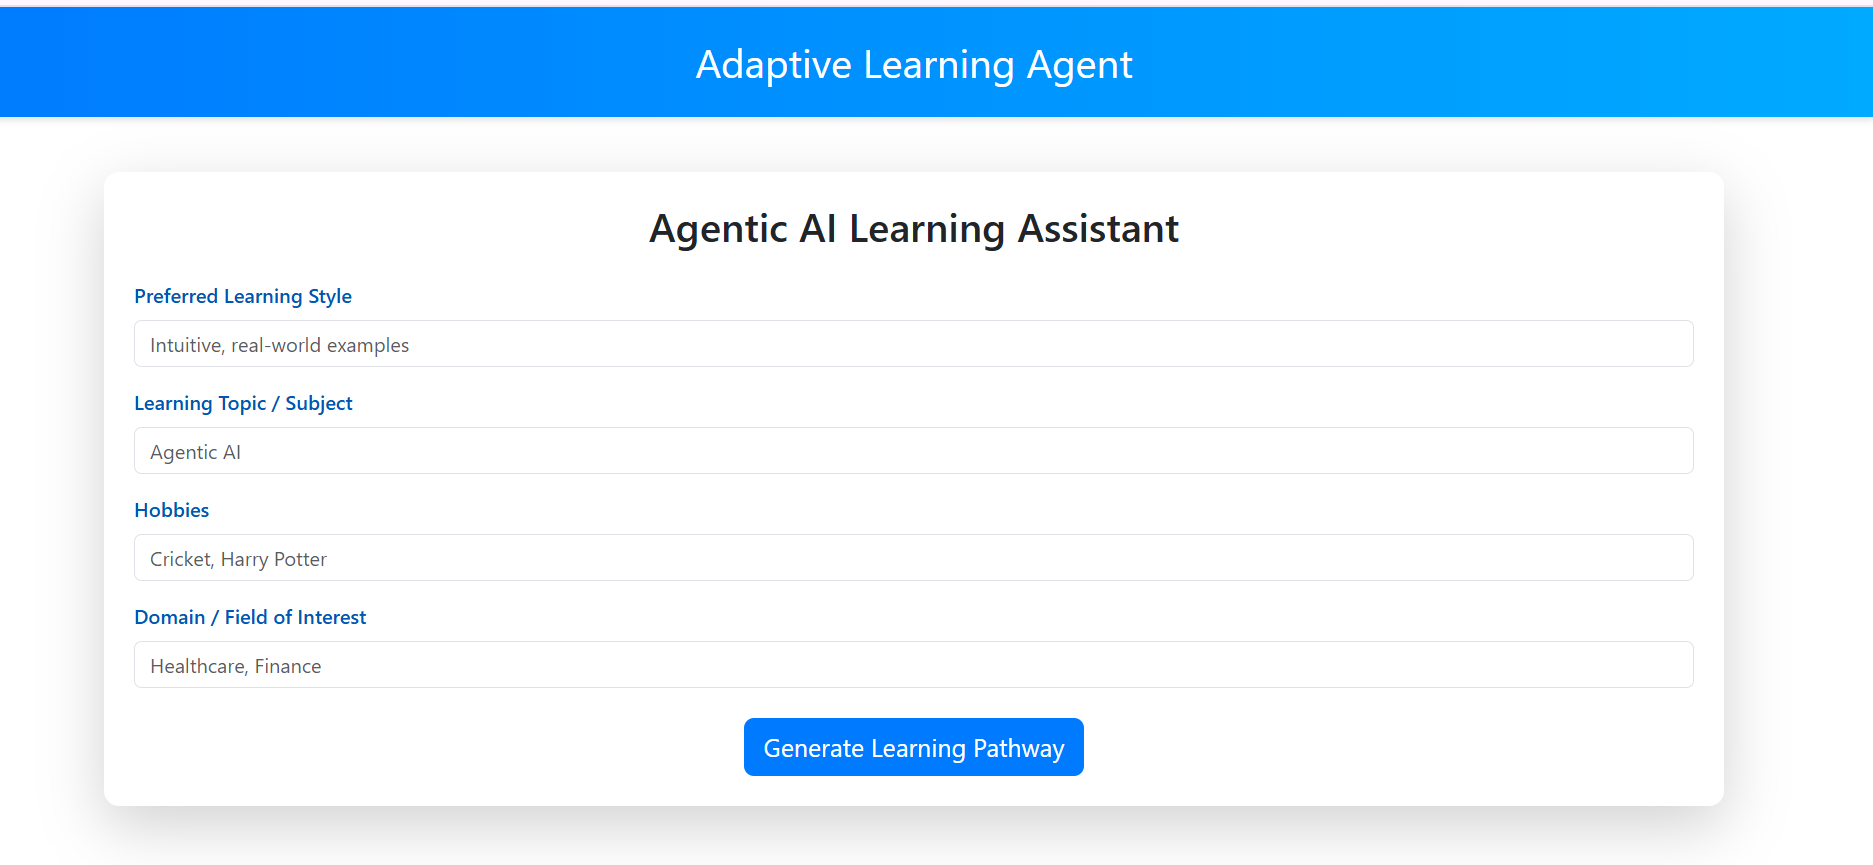 Adaptive Learning Agent
Agentic AI Learning Assistant
Preferred Learning Style
Intuitive, real-world examples
Learning Topic / Subject
Agentic AI
Hobbies
Cricket, Harry Potter
Domain / Field of Interest
Healthcare, Finance
Generate Learning Pathway